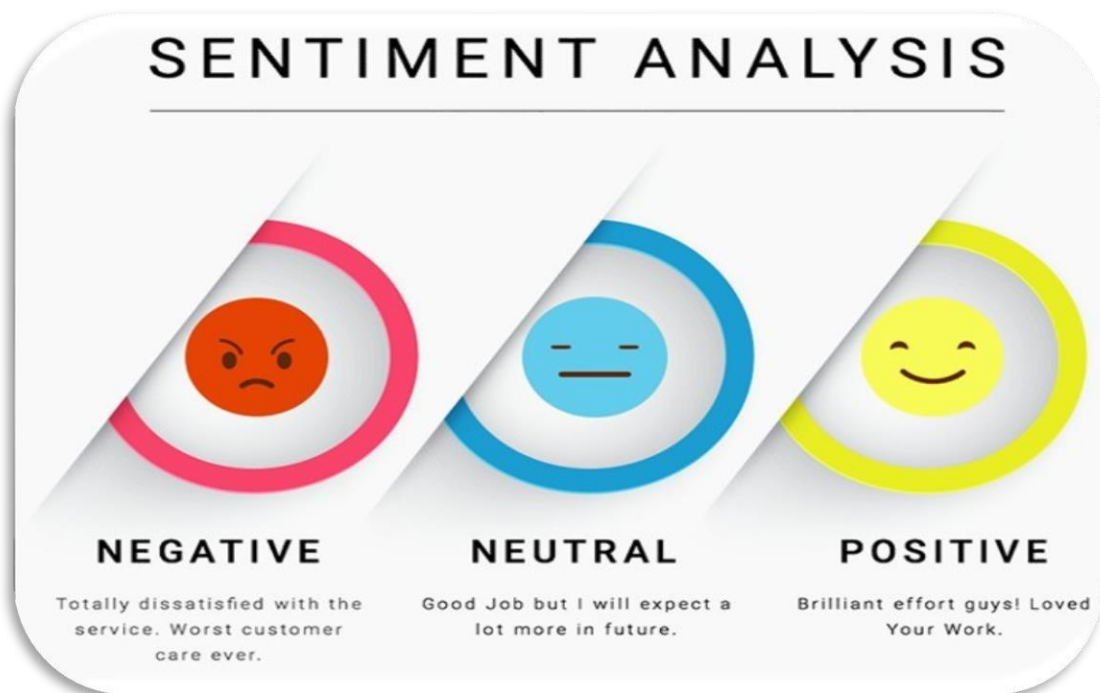 SENTIMENT ANALYSIS
NEGATIVE
Totally dissatisfied with the
service. Worst customer
care ever.
NEUTRAL
Good Job but I will expect a
lot more in future.
POSITIVE
Brilliant effort guys! Loved
Your Work.